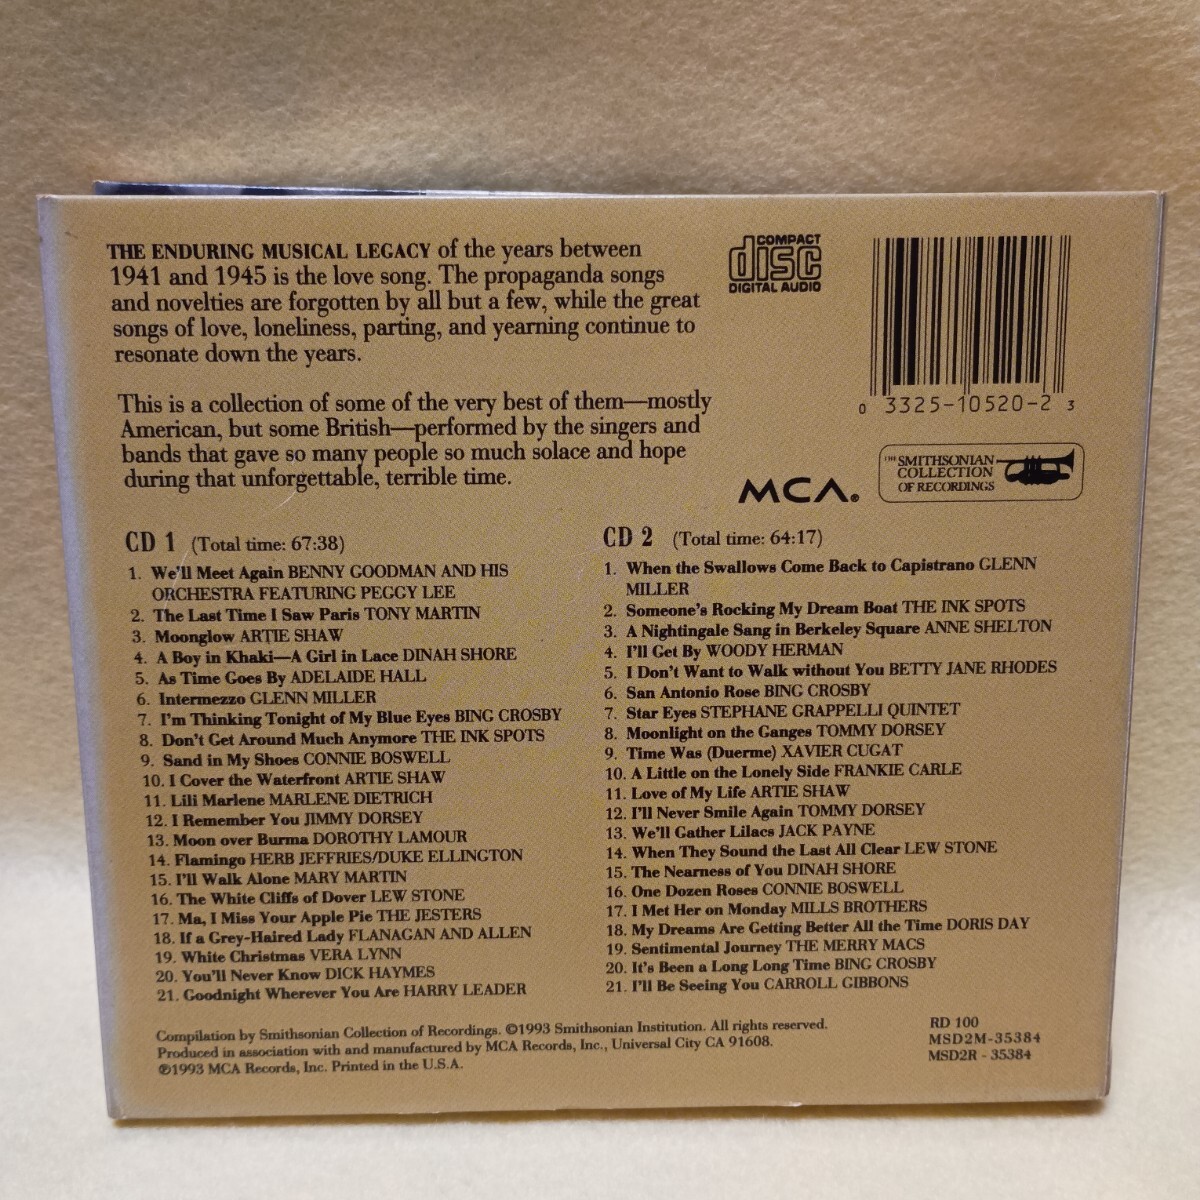 THE ENDURING MUSICAL LEGACY of the years between
1941 and 1945 is the love song. The propaganda songs
and novelties are forgotten by all but a few, while the great
songs of love, loneliness, parting, and yearning continue to
resonate down the years.
This is a collection of some of the very best of them—mostly
American, but some British—performed by the singers and
bands that gave so many people so much solace and hope
during that unforgettable, terrible time.
COMPACT
disc
DIGITAL AUDIO
0 3325-10520-2 3
MCA®
THE SMITHSONIAN
COLLECTION
OF RECORDINGS
CD 1 (Total time: 67:38)
1. We'll Meet Again BENNY GOODMAN AND HIS
ORCHESTRA FEATURING PEGGY LEE
2. The Last Time I Saw Paris TONY MARTIN
3. Moonglow ARTIE SHAW
4. A Boy in Khaki—A Girl in Lace DINAH SHORE
5. As Time Goes By ADELAIDE HALL
6. Intermezzo GLENN MILLER
7. I'm Thinking Tonight of My Blue Eyes BING CROSBY
8. Don't Get Around Much Anymore THE INK SPOTS
9. Sand in My Shoes CONNIE BOSWELL
10. I Cover the Waterfront ARTIE SHAW
11. Lili Marlene MARLENE DIETRICH
12. I Remember You JIMMY DORSEY
13. Moon over Burma DOROTHY LAMOUR
14. Flamingo HERB JEFFRIES/DUKE ELLINGTON
15. I'll Walk Alone MARY MARTIN
16. The White Cliffs of Dover LEW STONE
17. Ma, I Miss Your Apple Pie THE JESTERS
18. If a Grey-Haired Lady FLANAGAN AND ALLEN
19. White Christmas VERA LYNN
20. You'll Never Know DICK HAYMES
21. Goodnight Wherever You Are HARRY LEADER
CD 2 (Total time: 64:17)
1. When the Swallows Come Back to Capistrano GLENN
MILLER
2. Someone's Rocking My Dream Boat THE INK SPOTS
3. A Nightingale Sang in Berkeley Square ANNE SHELTON
4. I'll Get By WOODY HERMAN
5. I Don't Want to Walk without You BETTY JANE RHODES
6. San Antonio Rose BING CROSBY
7. Star Eyes STEPHANE GRAPPELLI QUINTET
8. Moonlight on the Ganges TOMMY DORSEY
9. Time Was (Duerme) XAVIER CUGAT
10. A Little on the Lonely Side FRANKIE CARLE
11. Love of My Life ARTIE SHAW
12. I'll Never Smile Again TOMMY DORSEY
13. We'll Gather Lilacs JACK PAYNE
14. When They Sound the Last All Clear LEW STONE
15. The Nearness of You DINAH SHORE
16. One Dozen Roses CONNIE BOSWELL
17. I Met Her on Monday MILLS BROTHERS
18. My Dreams Are Getting Better All the Time DORIS DAY
19. Sentimental Journey THE MERRY MACS
20. It's Been a Long Long Time BING CROSBY
21. I'll Be Seeing You CARROLL GIBBONS
Compilation by Smithsonian Collection of Recordings. ©1993 Smithsonian Institution. All rights reserved.
Produced in association with and manufactured by MCA Records, Inc., Universal City CA 91608.
℗1993 MCA Records, Inc. Printed in the U.S.A.
RD 100
MSD2M-35384
MSD2R - 35384